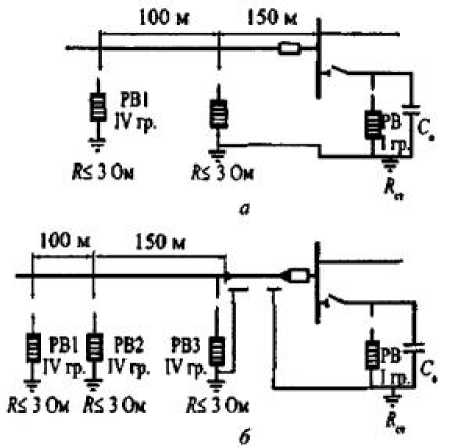 100 м 150 м
РВ1
IV гр.
РВ
I гр.
Cв
R≤ 3 Ом R≤ 3 Ом Rст
а
100 м 150 м
РВ1 РВ2 РВ3 РВ
IV гр. IV гр. IV гр. I гр.
Cв
R≤ 3 Ом R≤ 3 Ом R≤ 3 Ом Rст
б